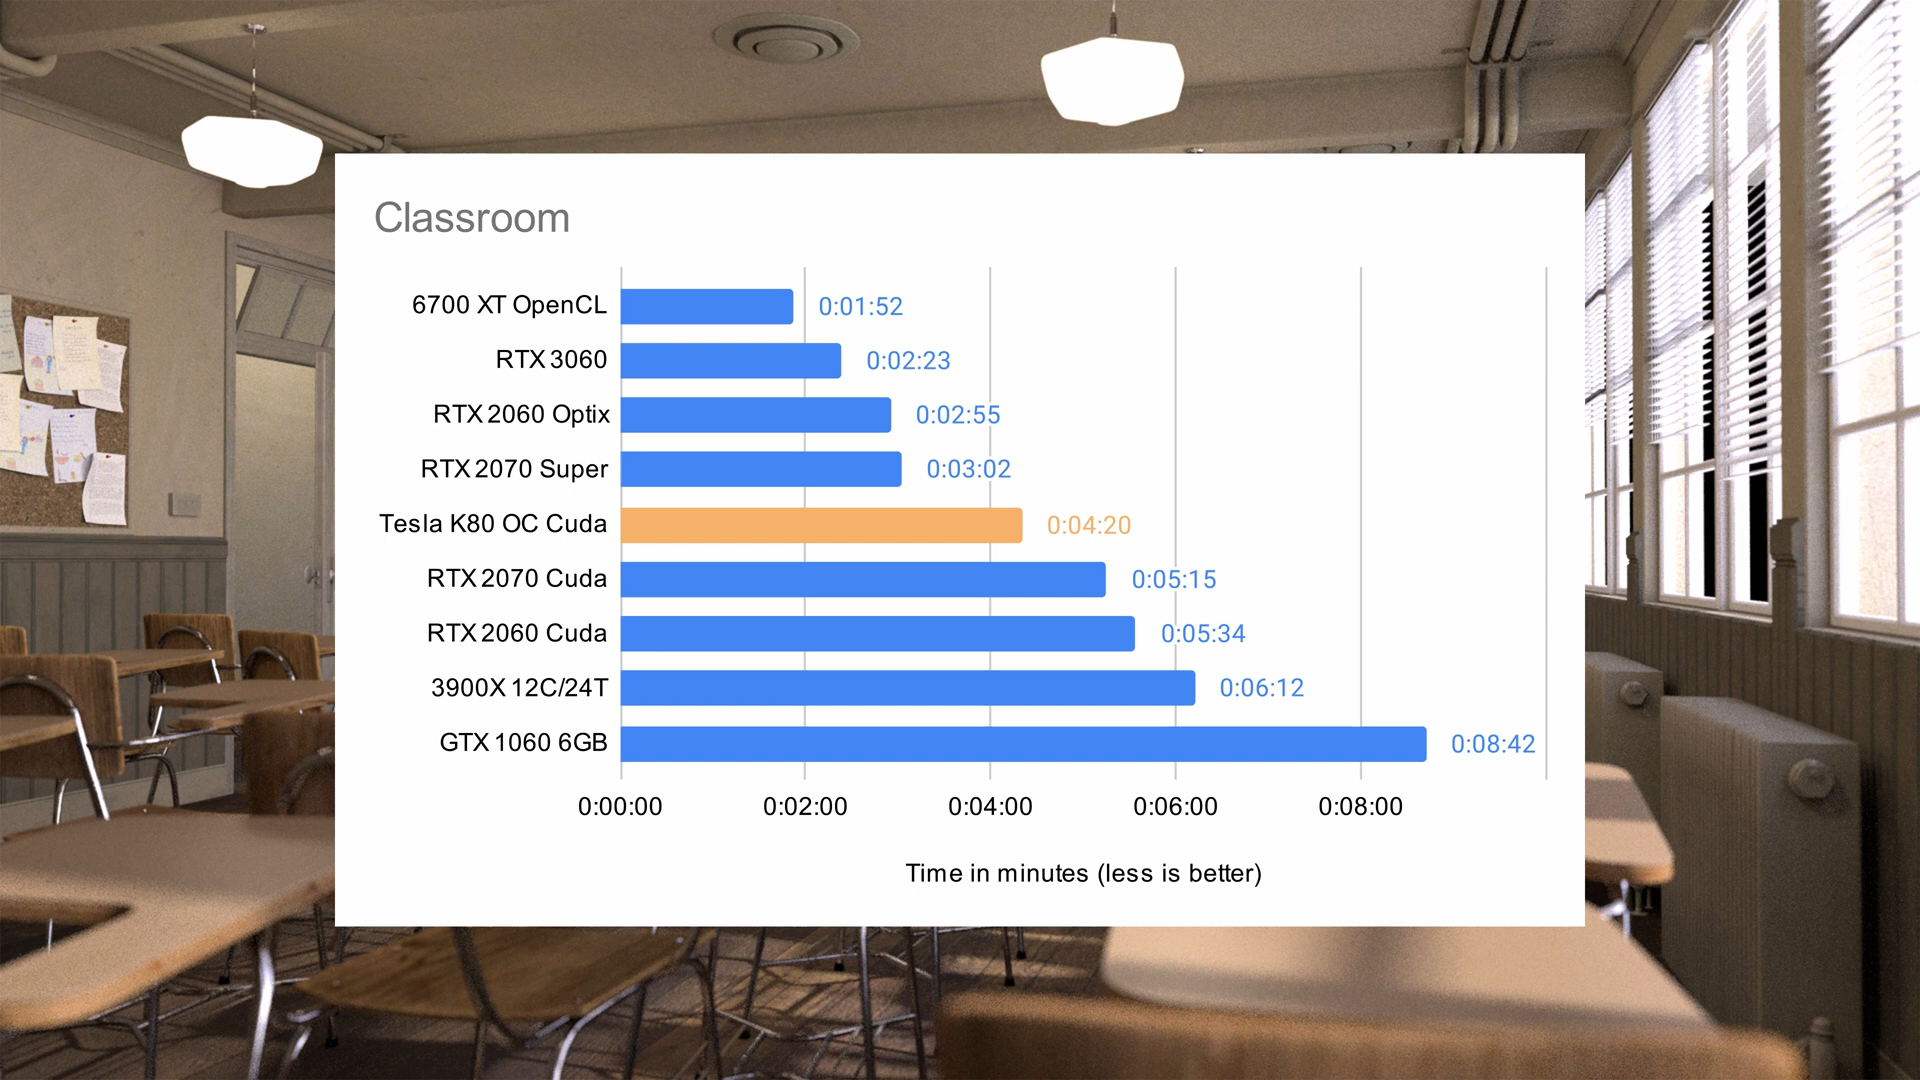 Classroom
6700 XT OpenCL 0:01:52
RTX 3060 0:02:23
RTX 2060 Optix 0:02:55
RTX 2070 Super 0:03:02
Tesla K80 OC Cuda 0:04:20
RTX 2070 Cuda 0:05:15
RTX 2060 Cuda 0:05:34
3900X 12C/24T 0:06:12
GTX 1060 6GB 0:08:42
0:00:00 0:02:00 0:04:00 0:06:00 0:08:00
Time in minutes (less is better)